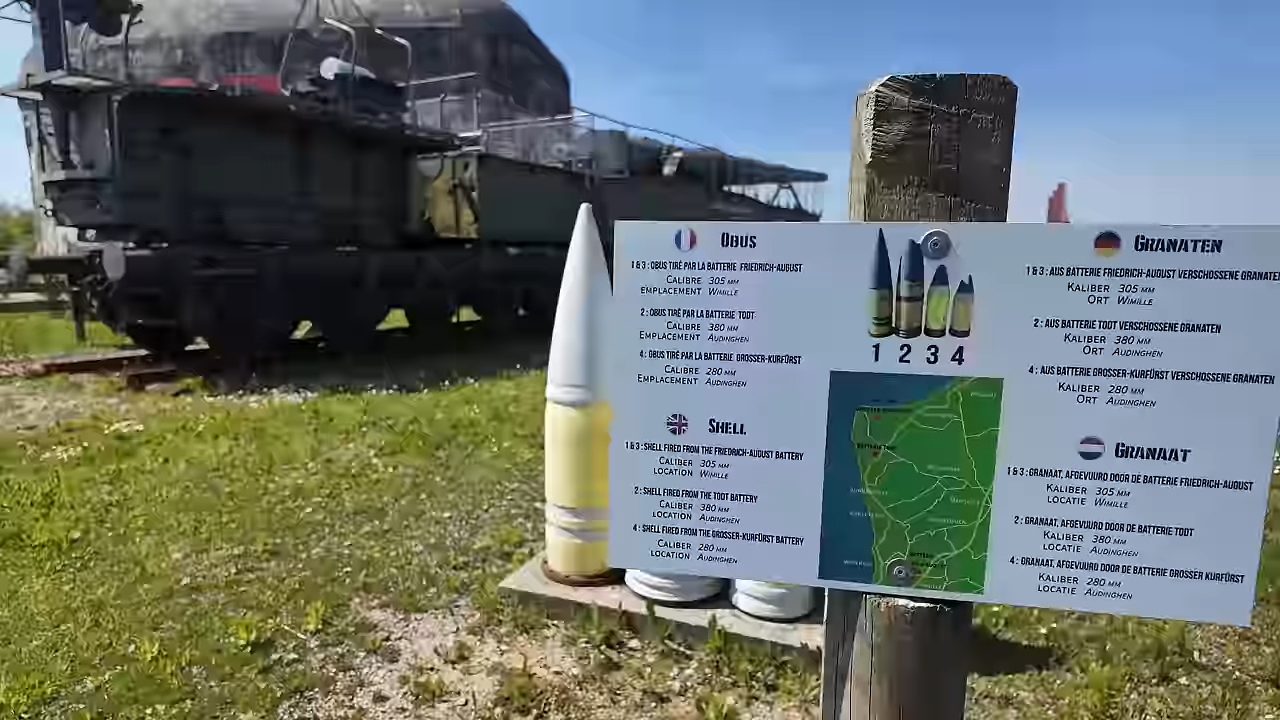 Obus
1 & 3 : Obus tiré par la batterie Friedrich-August
Calibre 305 mm
Emplacement Wimille
2: Obus tiré par la batterie Todt
Calibre 380 mm
Emplacement Audinghen
4: Obus tiré par la batterie Grosser-Kurfürst
Calibre 280 mm
Emplacement Audinghen
Shell
1 & 3 : Shell fired from the Friedrich-August battery
Caliber 305 mm
Location Wimille
2: Shell fired from the Todt battery
Caliber 380 mm
Location Audinghen
4: Shell fired from the Grosser-Kurfürst battery
Caliber 280 mm
Location Audinghen
1 2 3 4
Granaten
1 & 3 : Aus Batterie Friedrich-August verschossene Granaten
Kaliber 305 mm
Ort Wimille
2: Aus Batterie Todt verschossene Granaten
Kaliber 380 mm
Ort Audinghen
4: Aus Batterie Grosser-Kurfürst verschossene Granaten
Kaliber 280 mm
Ort Audinghen
Granaat
1 & 3 : Granaat, afgevuurd door de batterie Friedrich-August
Kaliber 305 mm
Locatie Wimille
2: Granaat, afgevuurd door de batterie Todt
Kaliber 380 mm
Locatie Audinghen
4: Granaat, afgevuurd door de batterie Grosser Kurfürst
Kaliber 280 mm
Locatie Audinghen